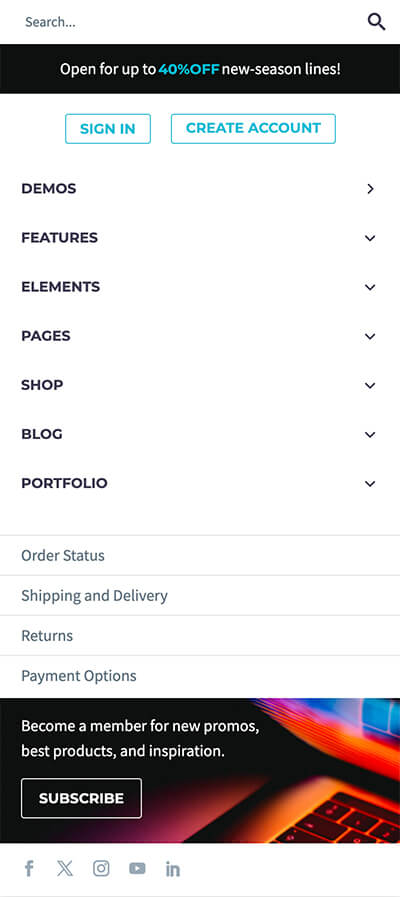 Search...
Open for up to 40%OFF new-season lines!
SIGN IN CREATE ACCOUNT
DEMOS
FEATURES
ELEMENTS
PAGES
SHOP
BLOG
PORTFOLIO
Order Status
Shipping and Delivery
Returns
Payment Options
Become a member for new promos,
best products, and inspiration.
SUBSCRIBE